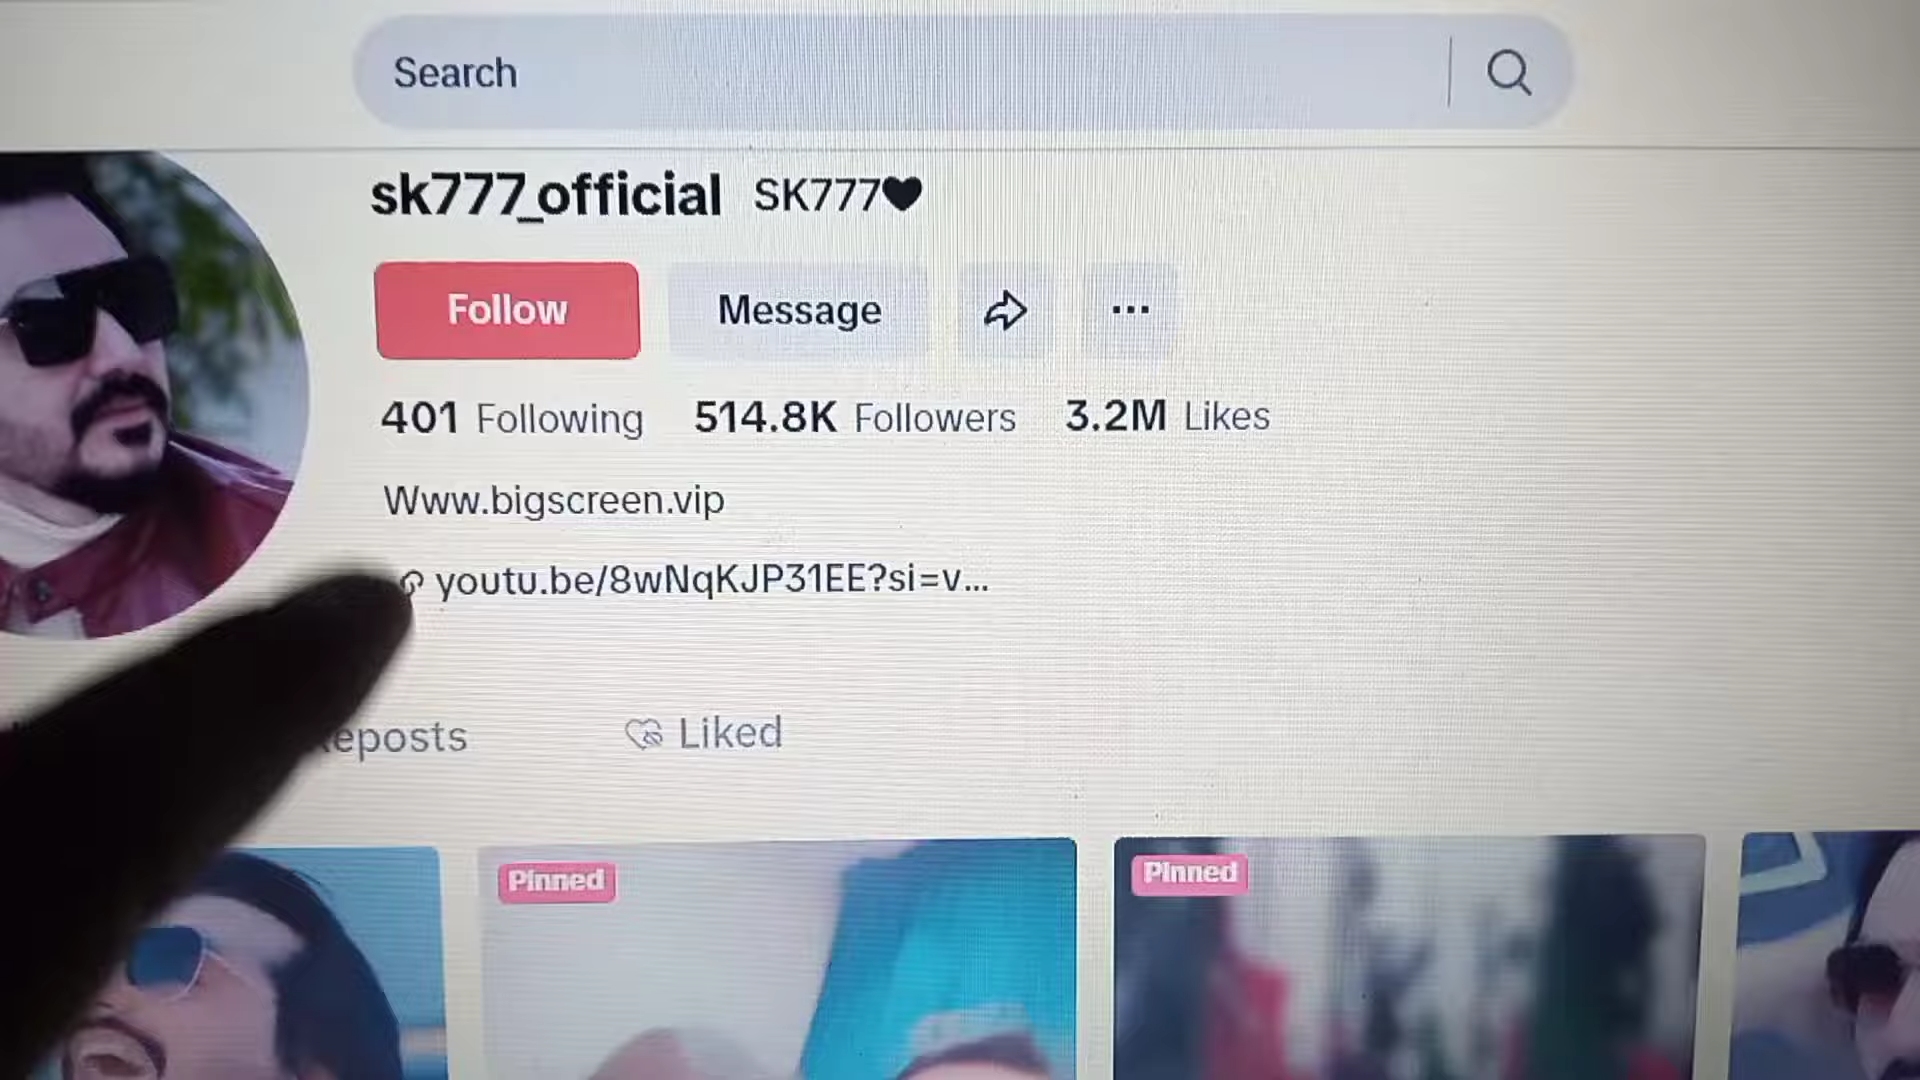 Search
sk777_official SK777🖤
Follow Message ...
401 Following 514.8K Followers 3.2M Likes
Www.bigscreen.vip
youtu.be/8wNqKJP31EE?si=v...
eposts Liked
Pinned Pinned